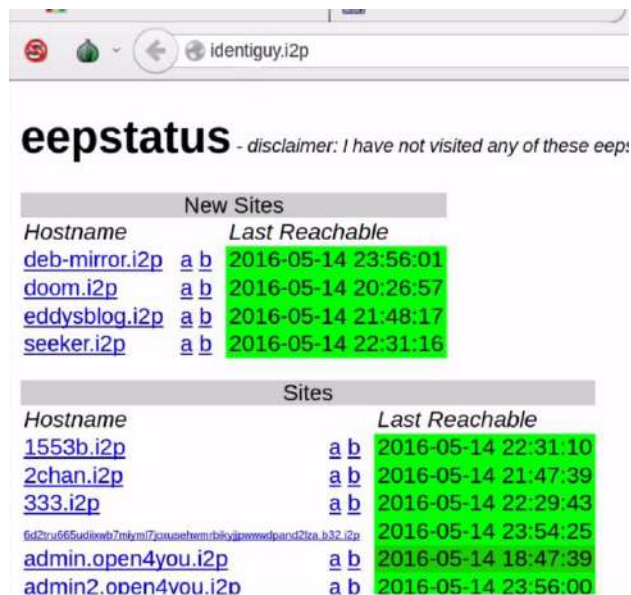 identiguy.i2p
eepstatus - disclaimer: I have not visited any of these eeps
New Sites
Hostname Last Reachable
deb-mirror.i2p a b 2016-05-14 23:56:01
doom.i2p a b 2016-05-14 20:26:57
eddysblog.i2p a b 2016-05-14 21:48:17
seeker.i2p a b 2016-05-14 22:31:16
Sites
Hostname Last Reachable
1553b.i2p a b 2016-05-14 22:31:10
2chan.i2p a b 2016-05-14 21:47:39
333.i2p a b 2016-05-14 22:29:43
a b 2016-05-14 23:54:25
admin.open4you.i2p a b 2016-05-14 18:47:39
admin2.open4you.i2p a b 2016-05-14 23:56:00